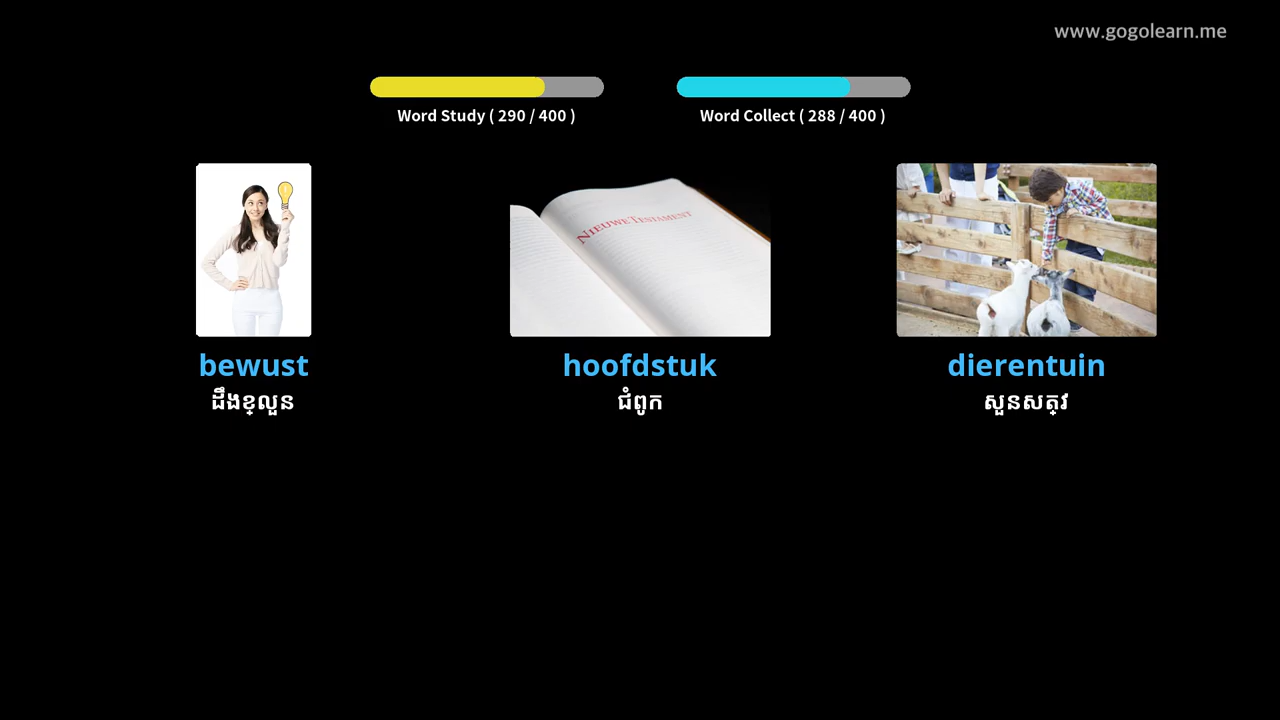 www.gogolearn.me
Word Study ( 290 / 400 )
Word Collect ( 288 / 400 )
NIEUWE TESTAMENT
bewust
hoofdstuk
dierentuin
ដឹងខ្លួន
ជំពូក
សួនសត្វ